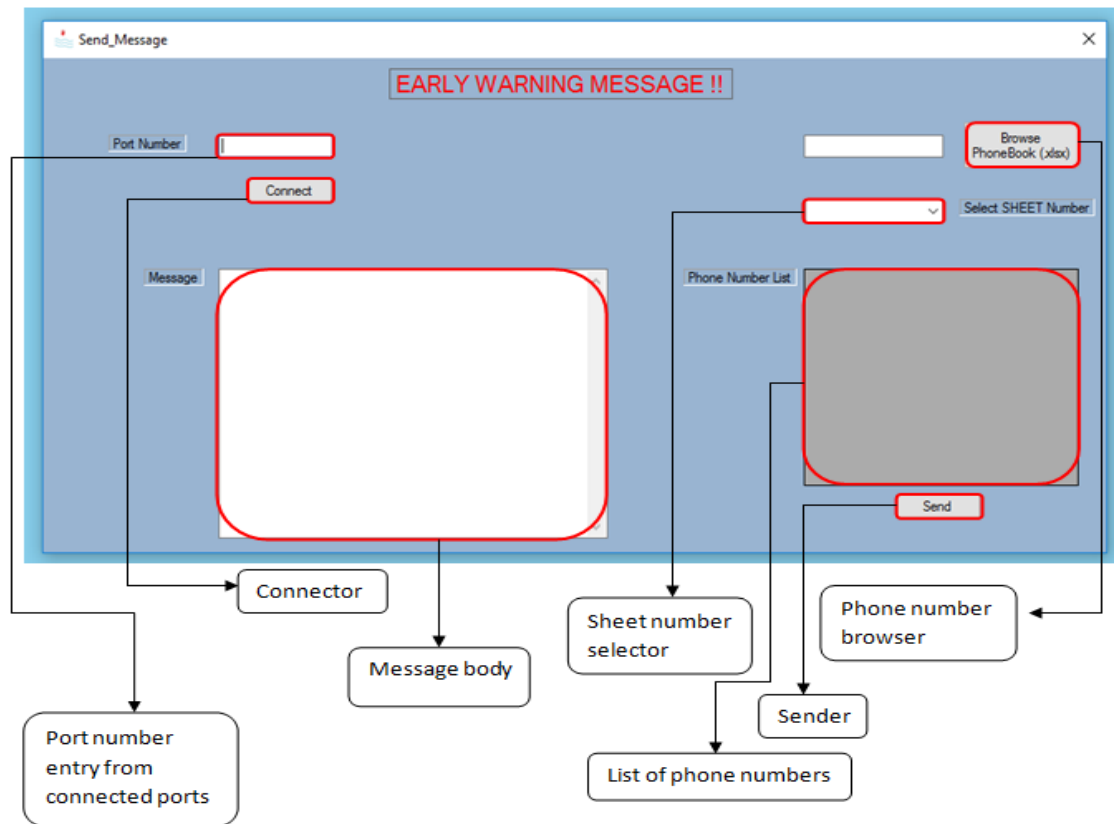 Send_Message
EARLY WARNING MESSAGE !!
Port Number
Browse
PhoneBook (.xlsx)
Connect
Select SHEET Number
Message
Phone Number List
Send
Connector
Sheet number
selector
Phone number
browser
Message body
Sender
Port number
entry from
connected ports
List of phone numbers